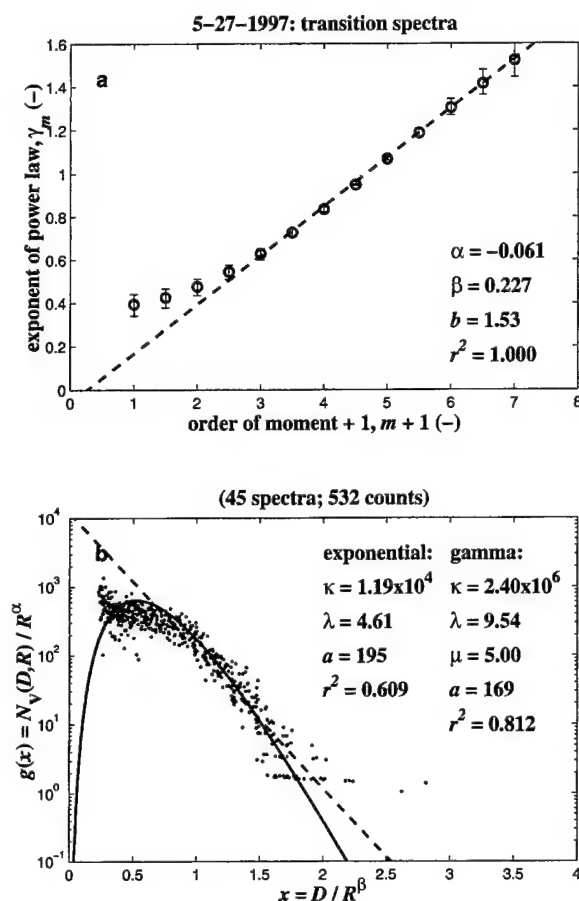 5–27–1997: transition spectra
a
exponent of power law, γm (–)
1.6
1.4
1.2
1.0
0.8
0.6
0.4
0.2
0
α = –0.061
β = 0.227
b = 1.53
r² = 1.000
0 1 2 3 4 5 6 7 8
order of moment + 1, m + 1 (–)
(45 spectra; 532 counts)
b
g(x) = N_V(D,R) / R^α
10⁴
10³
10²
10¹
10⁰
10⁻¹
exponential:
κ = 1.19x10⁴
λ = 4.61
a = 195
r² = 0.609
gamma:
κ = 2.40x10⁶
λ = 9.54
μ = 5.00
a = 169
r² = 0.812
0 0.5 1 1.5 2 2.5 3 3.5 4
x = D / R^β